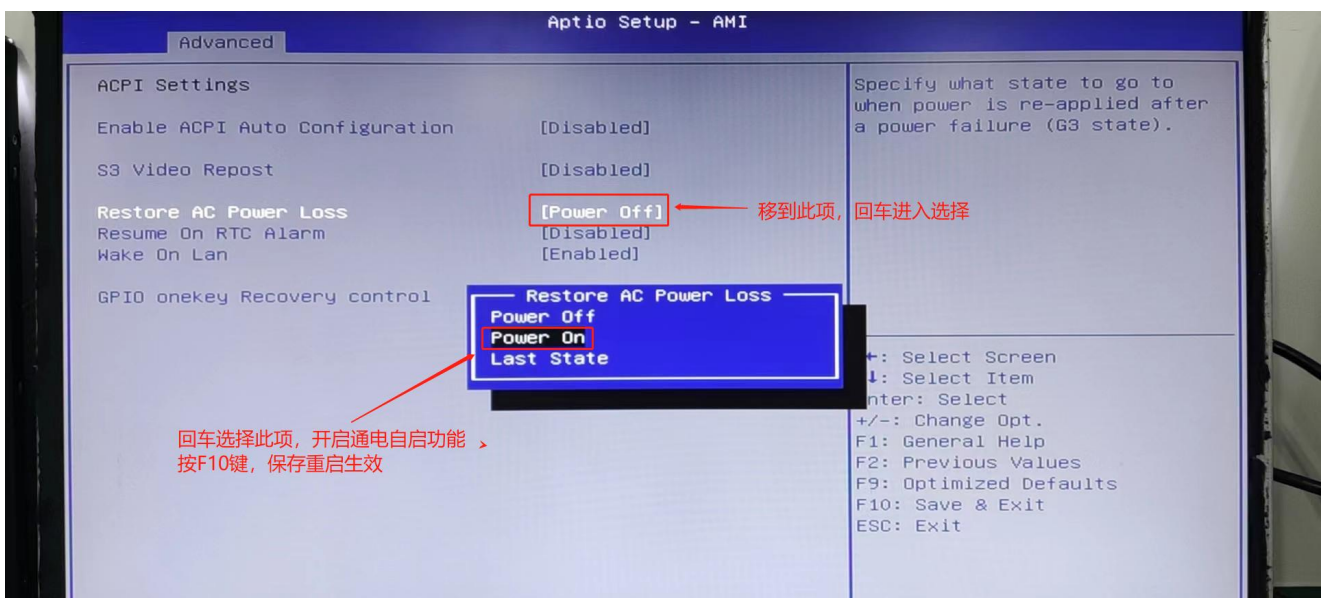 Aptio Setup - AMI
Advanced
ACPI Settings
Enable ACPI Auto Configuration [Disabled]
S3 Video Repost [Disabled]
Restore AC Power Loss [Power Off]
Resume On RTC Alarm [Disabled]
Wake On Lan [Enabled]
GPIO onekey Recovery control
移到此项，回车进入选择
Restore AC Power Loss
Power Off
Power On
Last State
回车选择此项，开启通电自启功能
按F10键，保存重启生效
Specify what state to go to
when power is re-applied after
a power failure (G3 state).
←: Select Screen
↓: Select Item
nter: Select
+/-: Change Opt.
F1: General Help
F2: Previous Values
F9: Optimized Defaults
F10: Save & Exit
ESC: Exit